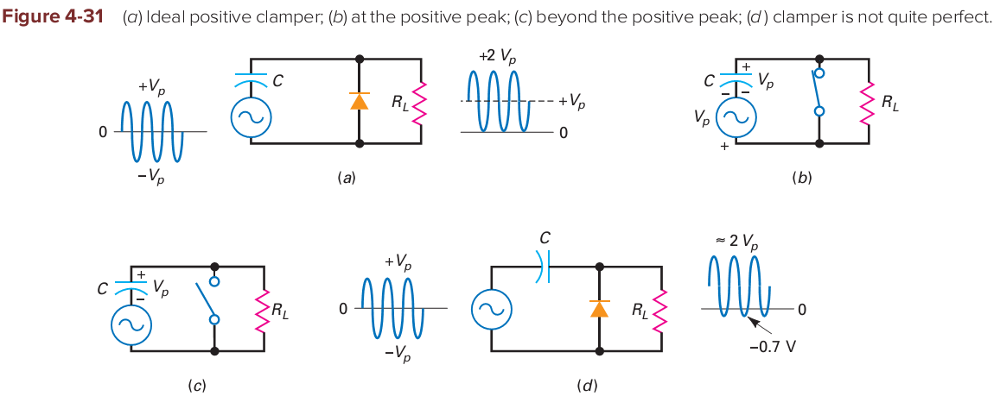 Figure 4-31 (a) Ideal positive clamper; (b) at the positive peak; (c) beyond the positive peak; (d) clamper is not quite perfect.
+Vp
0
−Vp
C
RL
+2 Vp
+Vp
0
(a)
C
+
−
Vp
−
Vp
+
RL
(b)
C
+
Vp
−
RL
(c)
+Vp
0
−Vp
C
RL
≈ 2 Vp
0
−0.7 V
(d)